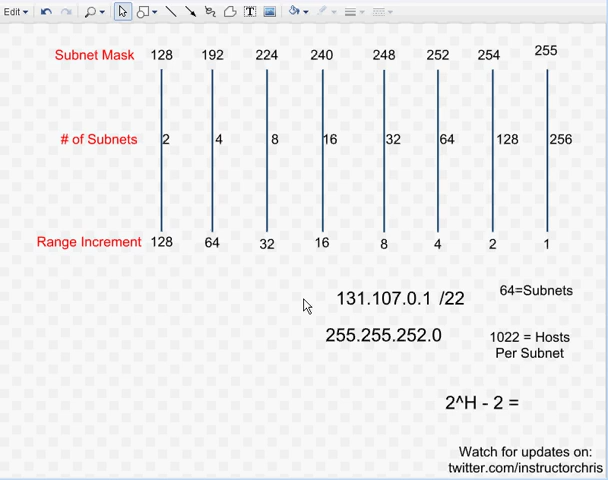 Edit
Subnet Mask 128 192 224 240 248 252 254 255
# of Subnets 2 4 8 16 32 64 128 256
Range Increment 128 64 32 16 8 4 2 1
131.107.0.1 /22
64=Subnets
255.255.252.0
1022 = Hosts
Per Subnet
2^H - 2 =
Watch for updates on:
twitter.com/instructorchris